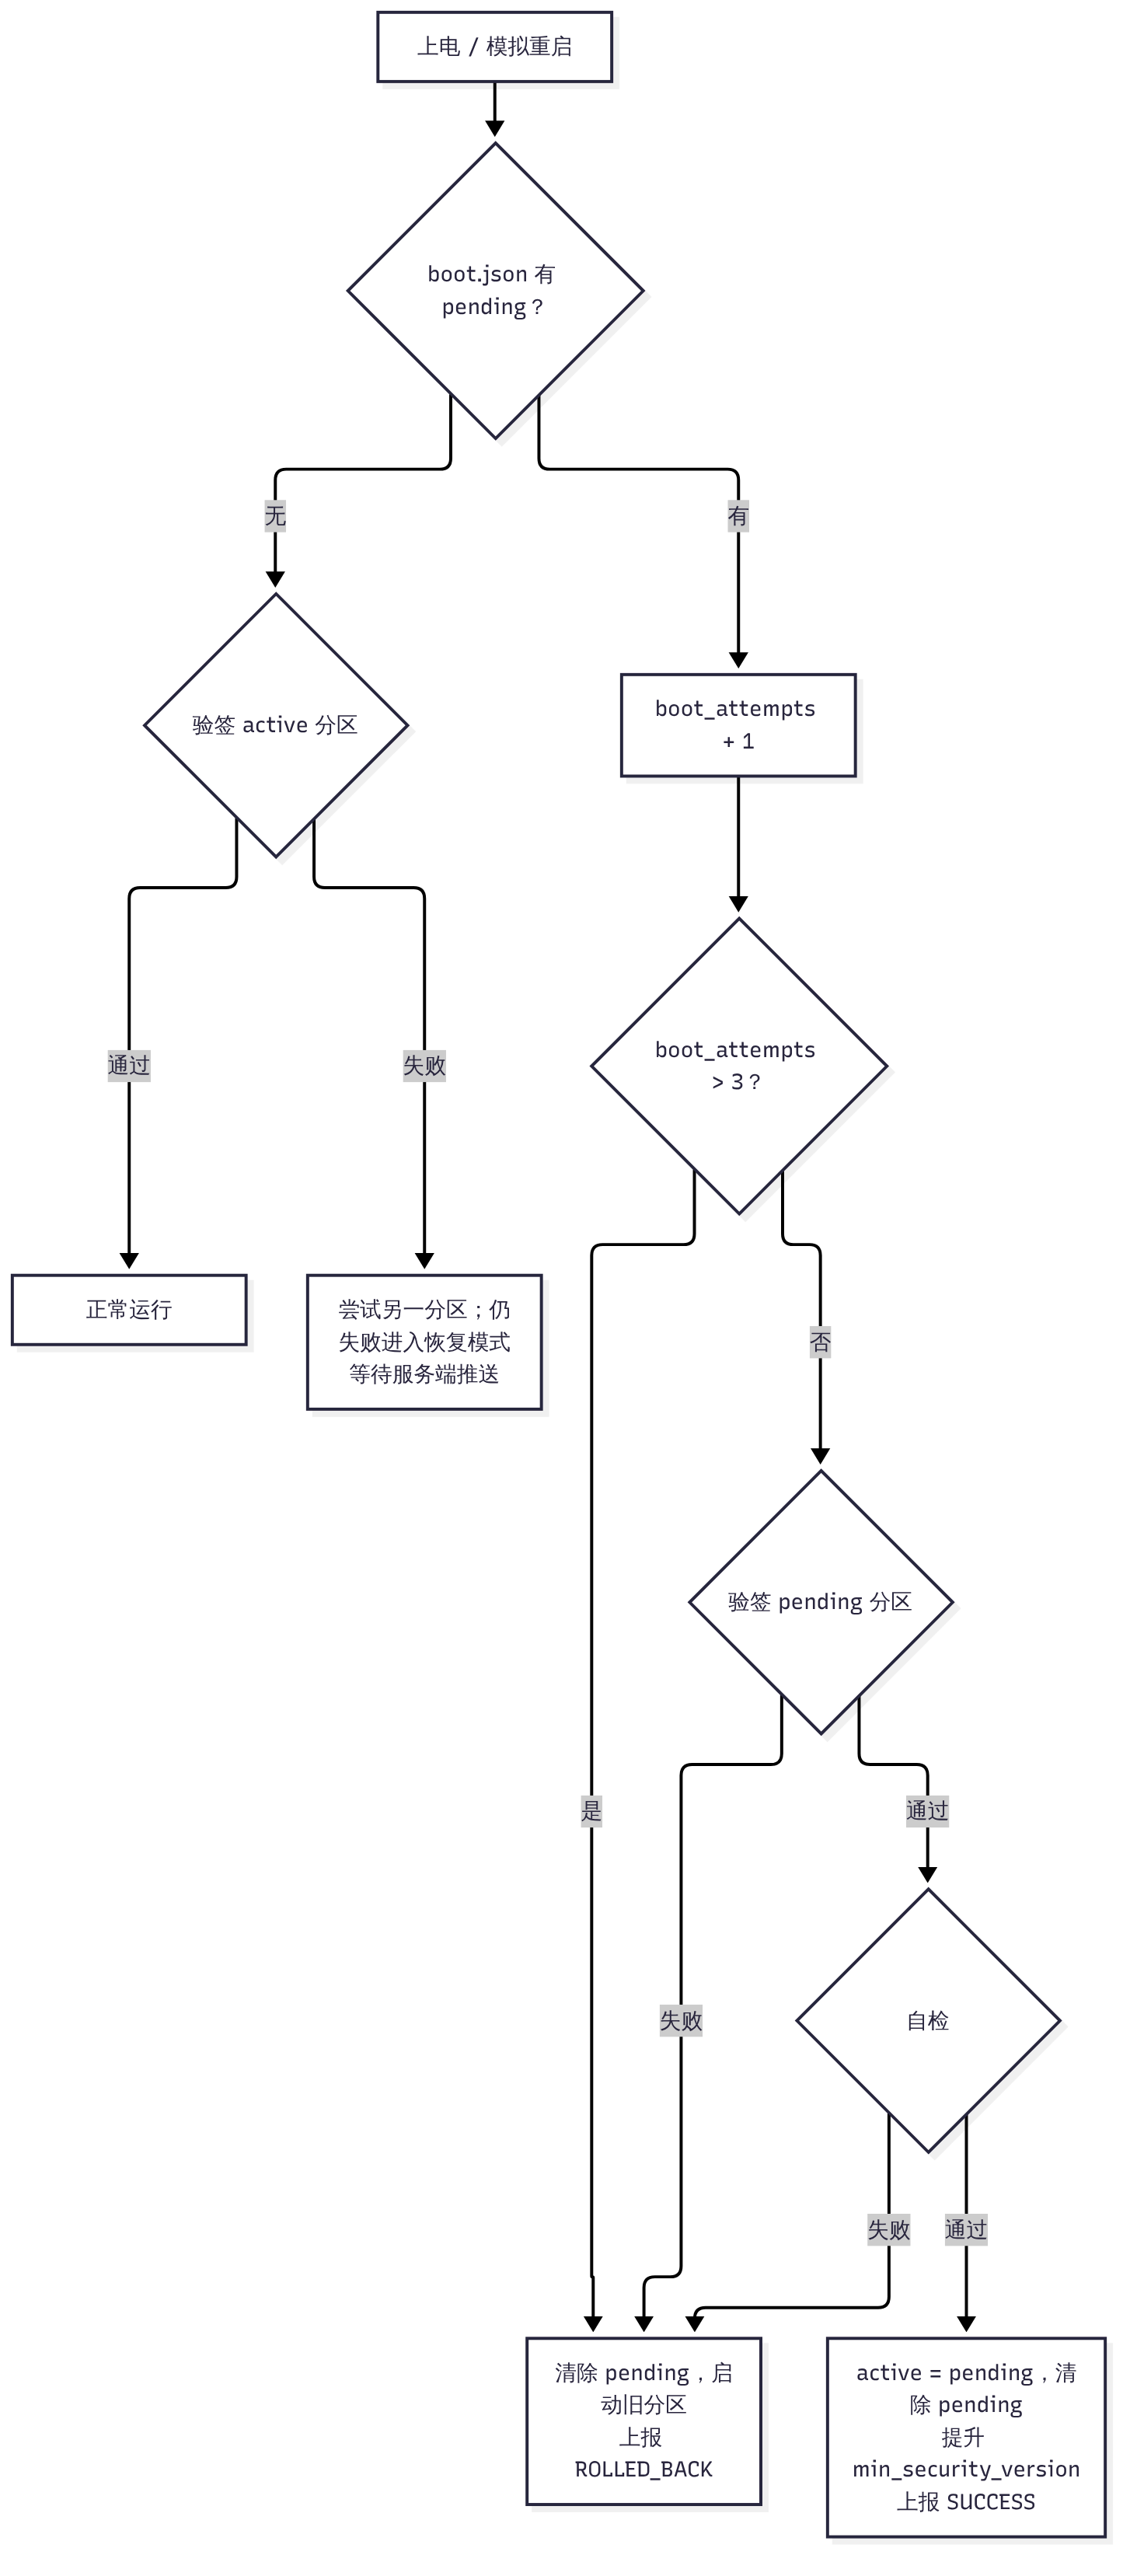 上电 / 模拟重启
boot.json 有
pending？
无
有
验签 active 分区
boot_attempts
+ 1
通过
失败
boot_attempts
> 3？
正常运行
尝试另一分区；仍
失败进入恢复模式
等待服务端推送
否
验签 pending 分区
是
通过
失败
自检
失败
通过
清除 pending，启
动旧分区
上报
ROLLED_BACK
active = pending，清
除 pending
提升
min_security_version
上报 SUCCESS